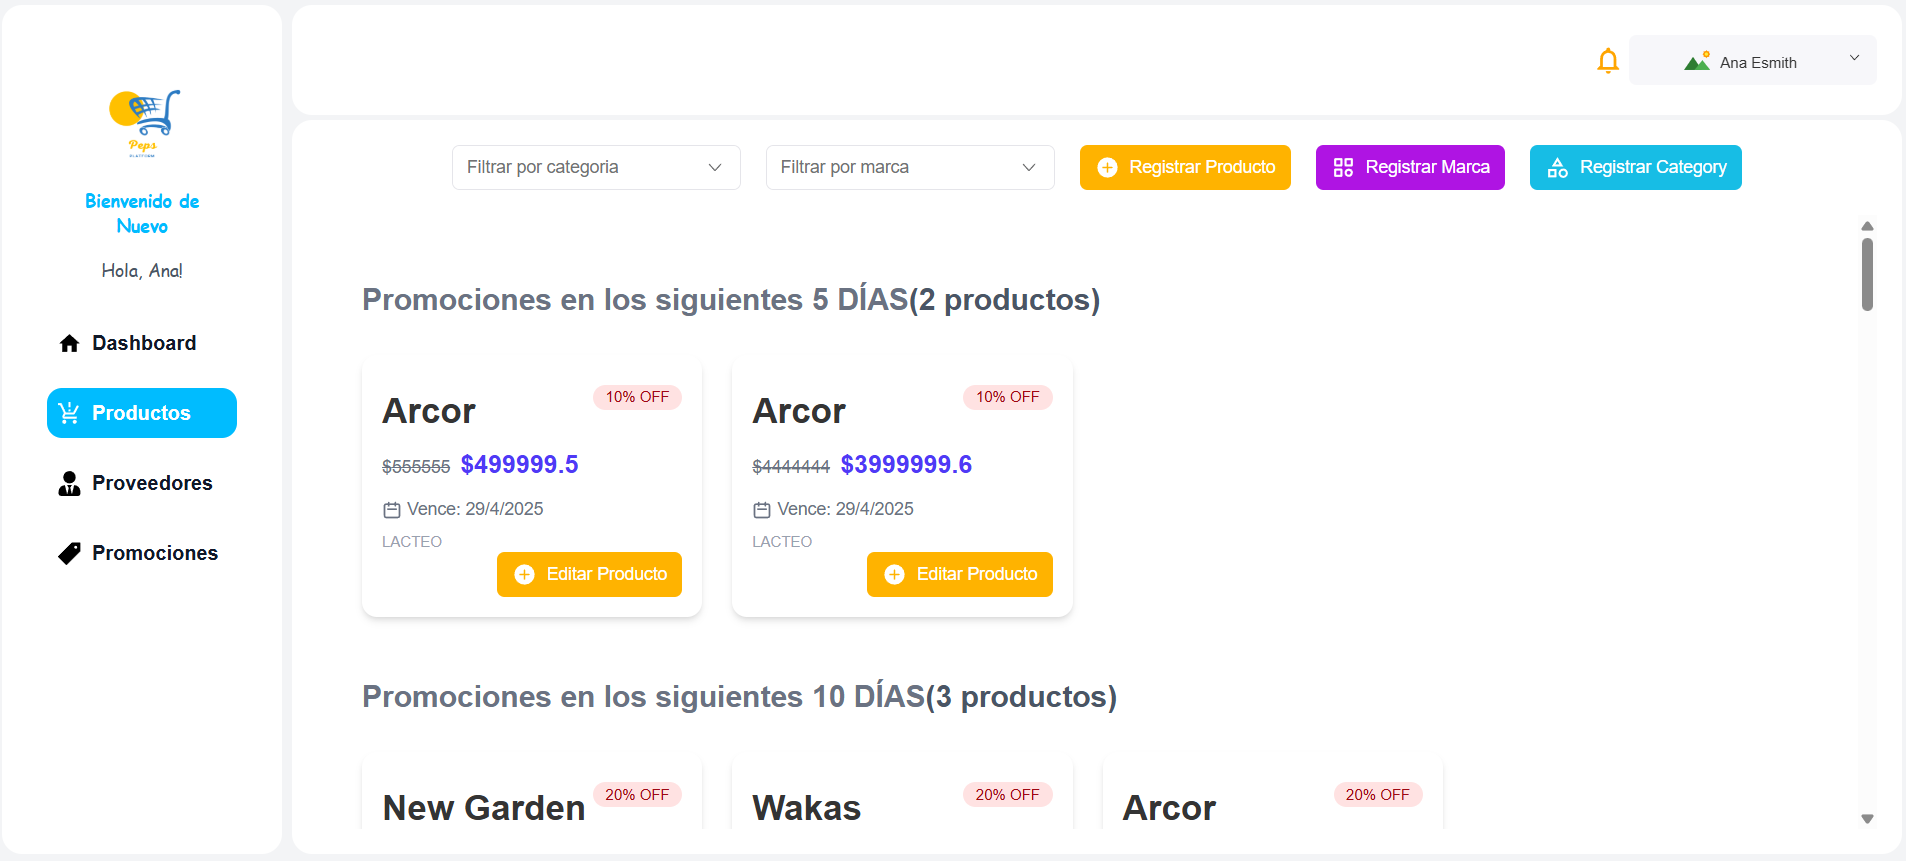 Peps
PLATFORM
Bienvenido de
Nuevo
Hola, Ana!
Dashboard
Productos
Proveedores
Promociones
Ana Esmith
Filtrar por categoria
Filtrar por marca
Registrar Producto
Registrar Marca
Registrar Category
Promociones en los siguientes 5 DÍAS(2 productos)
Arcor
10% OFF
$555555 $499999.5
Vence: 29/4/2025
LACTEO
Editar Producto
Arcor
10% OFF
$4444444 $3999999.6
Vence: 29/4/2025
LACTEO
Editar Producto
Promociones en los siguientes 10 DÍAS(3 productos)
New Garden
20% OFF
Wakas
20% OFF
Arcor
20% OFF